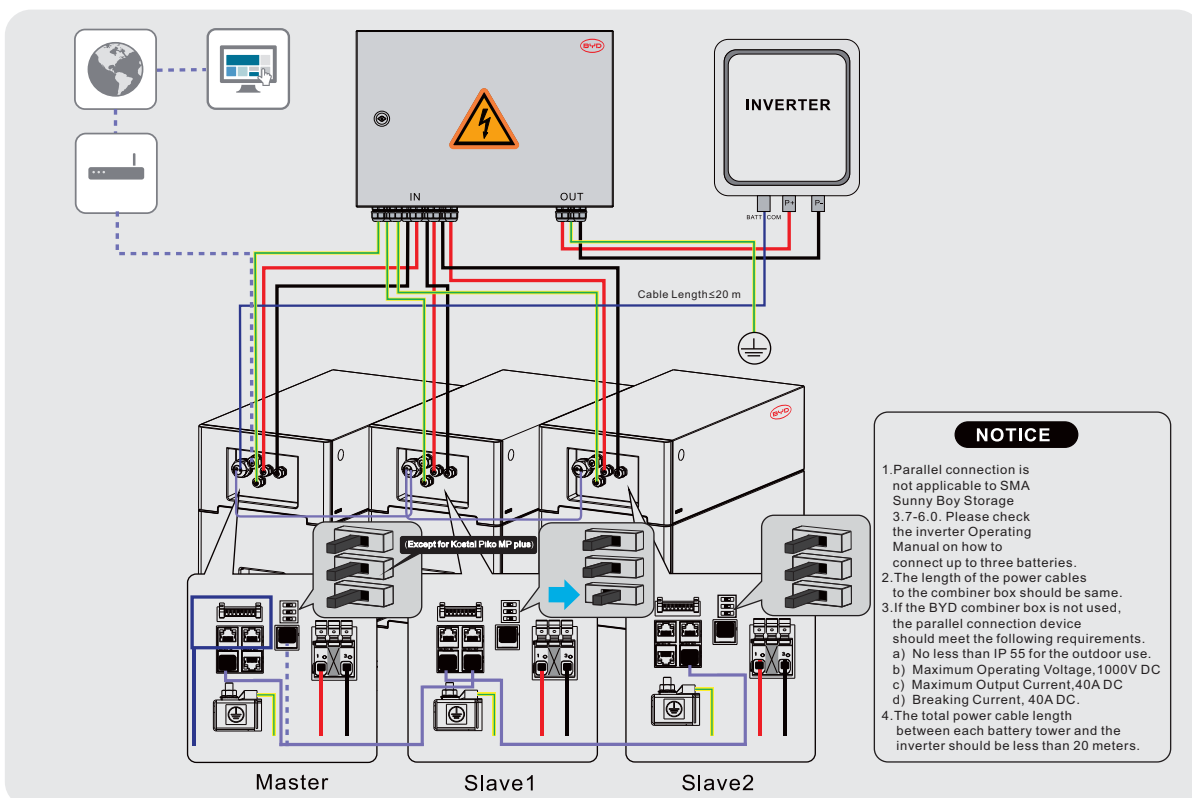 BYD
INVERTER
IN
OUT
BATT COM
P+
P-
Cable Length≤20 m
BYD
(Except for Kostal Piko MP plus)
1
3
1
3
1
3
Master
Slave1
Slave2
NOTICE
1.Parallel connection is
not applicable to SMA
Sunny Boy Storage
3.7-6.0. Please check
the inverter Operating
Manual on how to
connect up to three batteries.
2.The length of the power cables
to the combiner box should be same.
3.If the BYD combiner box is not used,
the parallel connection device
should meet the following requirements.
a) No less than IP 55 for the outdoor use.
b) Maximum Operating Voltage,1000V DC
c) Maximum Output Current,40A DC
d) Breaking Current, 40A DC.
4.The total power cable length
between each battery tower and the
inverter should be less than 20 meters.